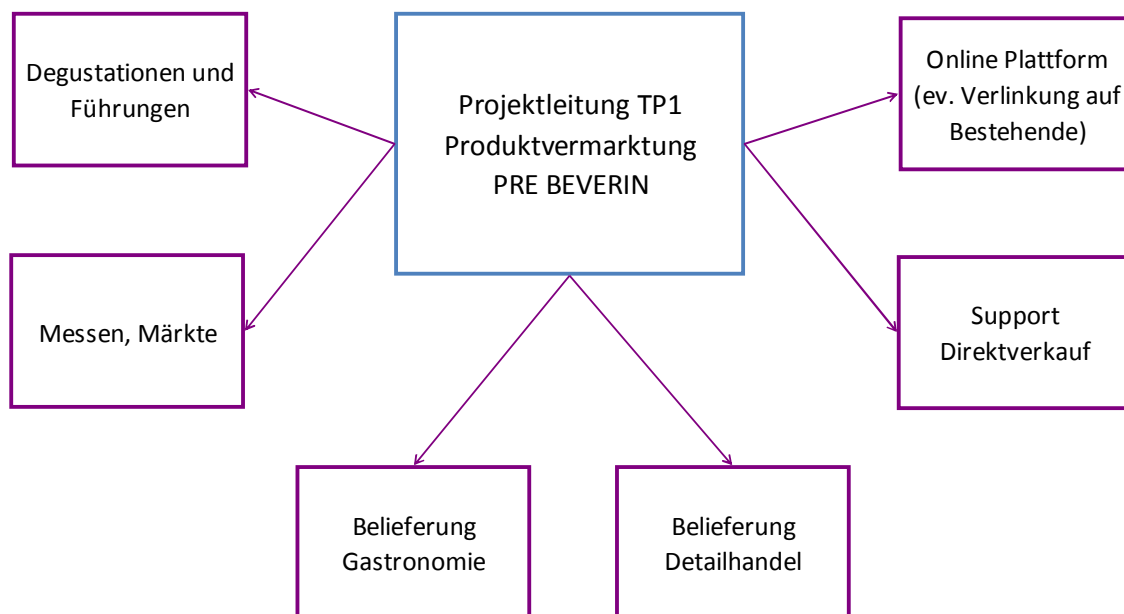 Degustationen und
Führungen
Projektleitung TP1
Produktvermarktung
PRE BEVERIN
Online Plattform
(ev. Verlinkung auf
Bestehende)
Messen, Märkte
Support
Direktverkauf
Belieferung
Gastronomie
Belieferung
Detailhandel